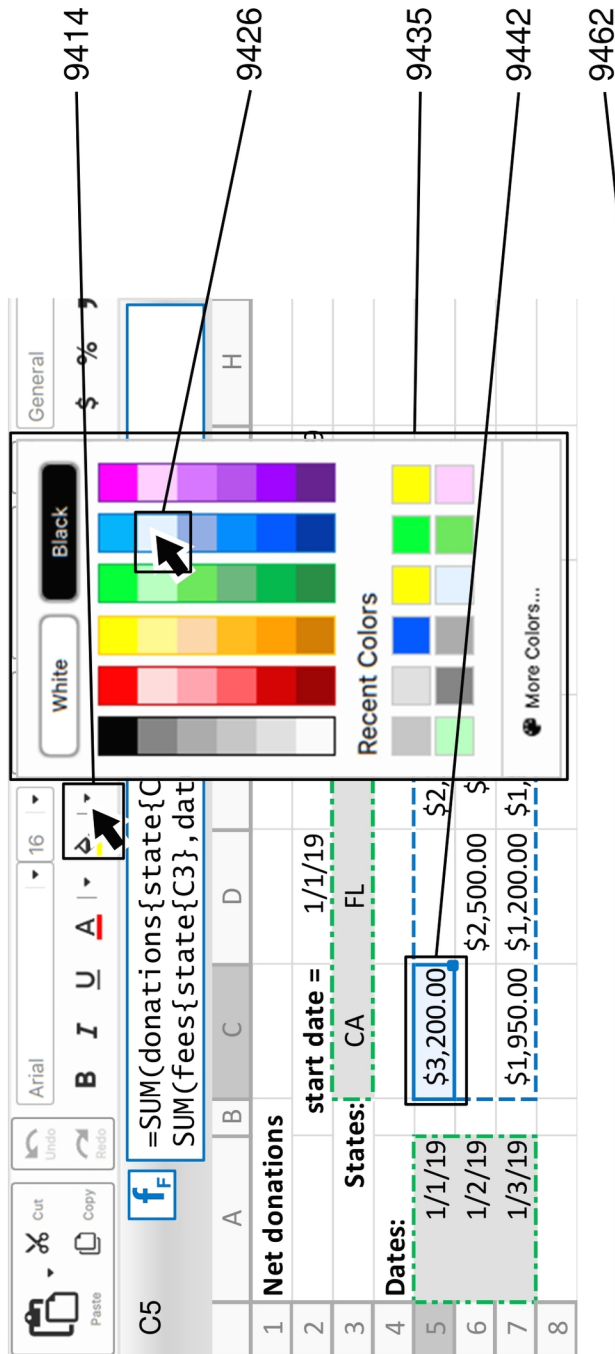 9414
9426
9435
9442
9462
Paste
Cut
Copy
Undo
Redo
Arial
16
General
B I U A
$ %
White
Black
C5
fF
=SUM(donations{state{C
SUM(fees{state{C3},dat
Recent Colors
More Colors...
A B C D H
1 Net donations
2 start date = 1/1/19
3 States: CA FL
4 Dates:
5 1/1/19 $3,200.00 $2,
6 1/2/19 $2,500.00 $
7 1/3/19 $1,950.00 $1,200.00 $1,
8